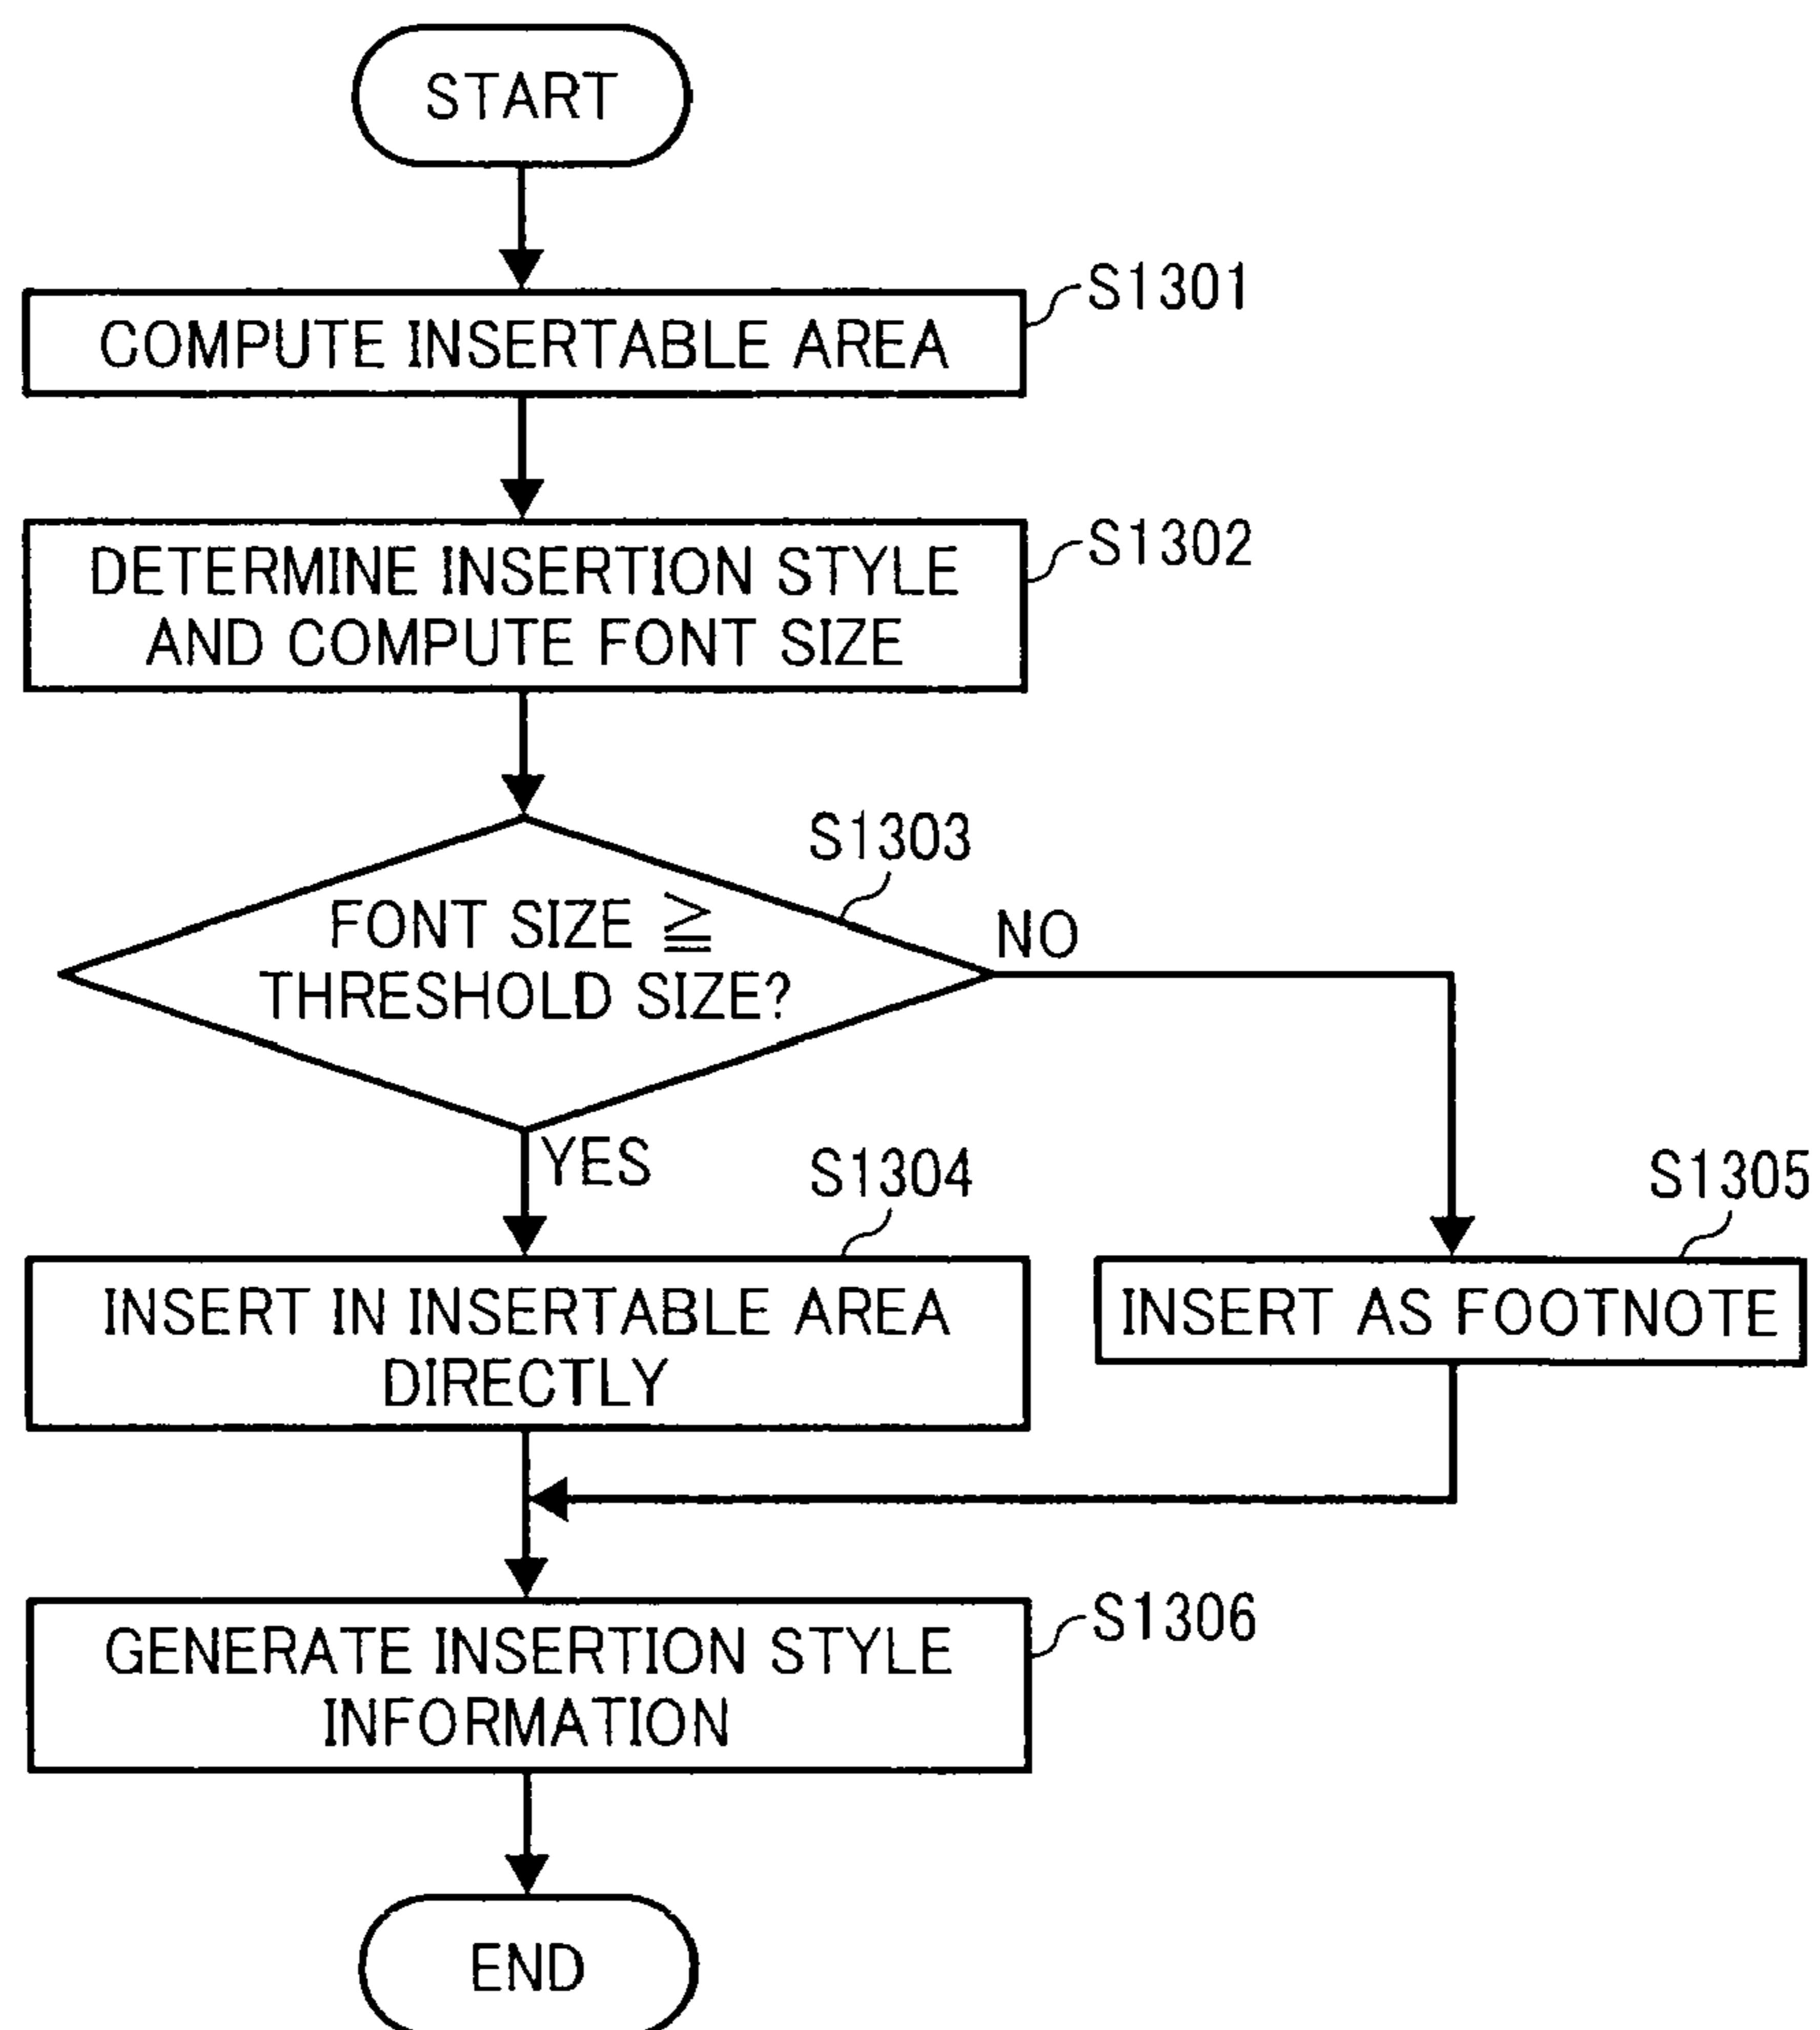 START
S1301
COMPUTE INSERTABLE AREA
S1302
DETERMINE INSERTION STYLE
AND COMPUTE FONT SIZE
S1303
FONT SIZE ≧
THRESHOLD SIZE?
NO
YES
S1304
INSERT IN INSERTABLE AREA
DIRECTLY
S1305
INSERT AS FOOTNOTE
S1306
GENERATE INSERTION STYLE
INFORMATION
END